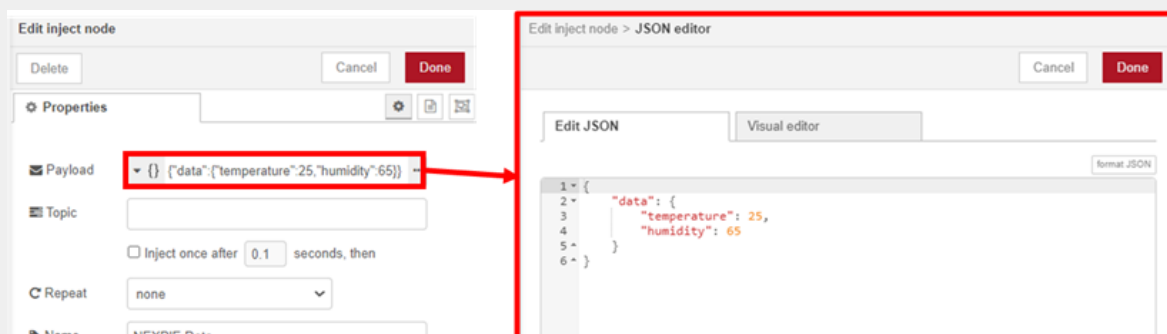 Edit inject node
Delete
Cancel
Done
Properties
Payload
{} {"data":{"temperature":25,"humidity":65}}
Topic
Inject once after 0.1 seconds, then
Repeat
none
Edit inject node > JSON editor
Cancel
Done
Edit JSON
Visual editor
format JSON
1 {
2 "data": {
3 "temperature": 25,
4 "humidity": 65
5 }
6 }